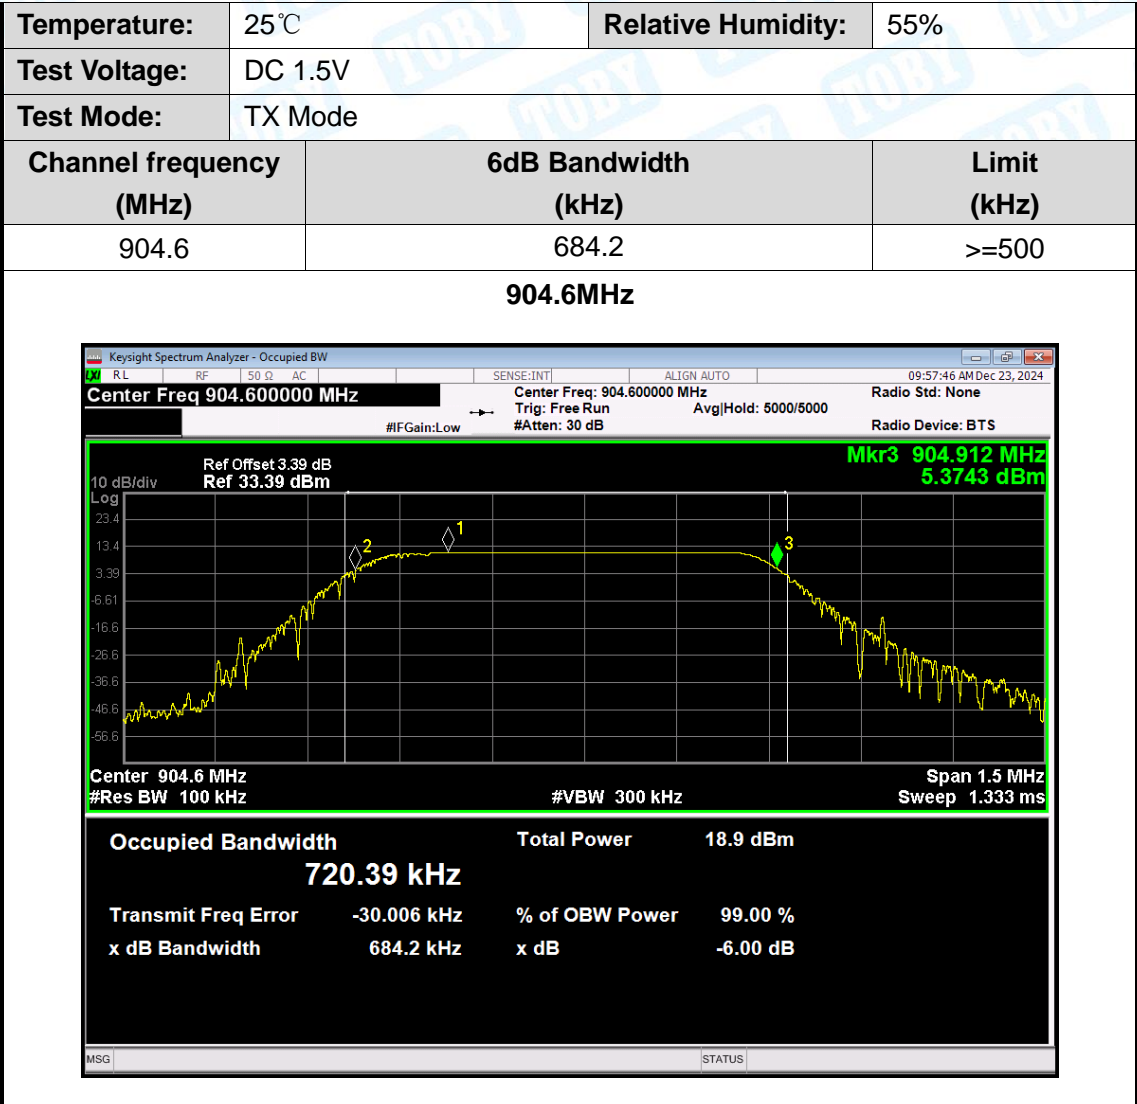 Temperature: 25℃ Relative Humidity: 55%
Test Voltage: DC 1.5V
Test Mode: TX Mode
Channel frequency (MHz) 6dB Bandwidth (kHz) Limit (kHz)
904.6 684.2 >=500
904.6MHz
Keysight Spectrum Analyzer - Occupied BW
LXI RL RF 50 Ω AC SENSE:INT ALIGN AUTO 09:57:46 AM Dec 23, 2024
Center Freq 904.600000 MHz Center Freq: 904.600000 MHz Radio Std: None
Trig: Free Run Avg|Hold: 5000/5000
#IFGain:Low #Atten: 30 dB Radio Device: BTS
Mkr3 904.912 MHz
5.3743 dBm
Ref Offset 3.39 dB
10 dB/div Ref 33.39 dBm
Log
23.4
13.4
3.39
-6.61
-16.6
-26.6
-36.6
-46.6
-56.6
1
2
3
Center 904.6 MHz Span 1.5 MHz
#Res BW 100 kHz #VBW 300 kHz Sweep 1.333 ms
Occupied Bandwidth Total Power 18.9 dBm
720.39 kHz
Transmit Freq Error -30.006 kHz % of OBW Power 99.00 %
x dB Bandwidth 684.2 kHz x dB -6.00 dB
MSG STATUS
TOBY
TOBY
TOBY
TOBY